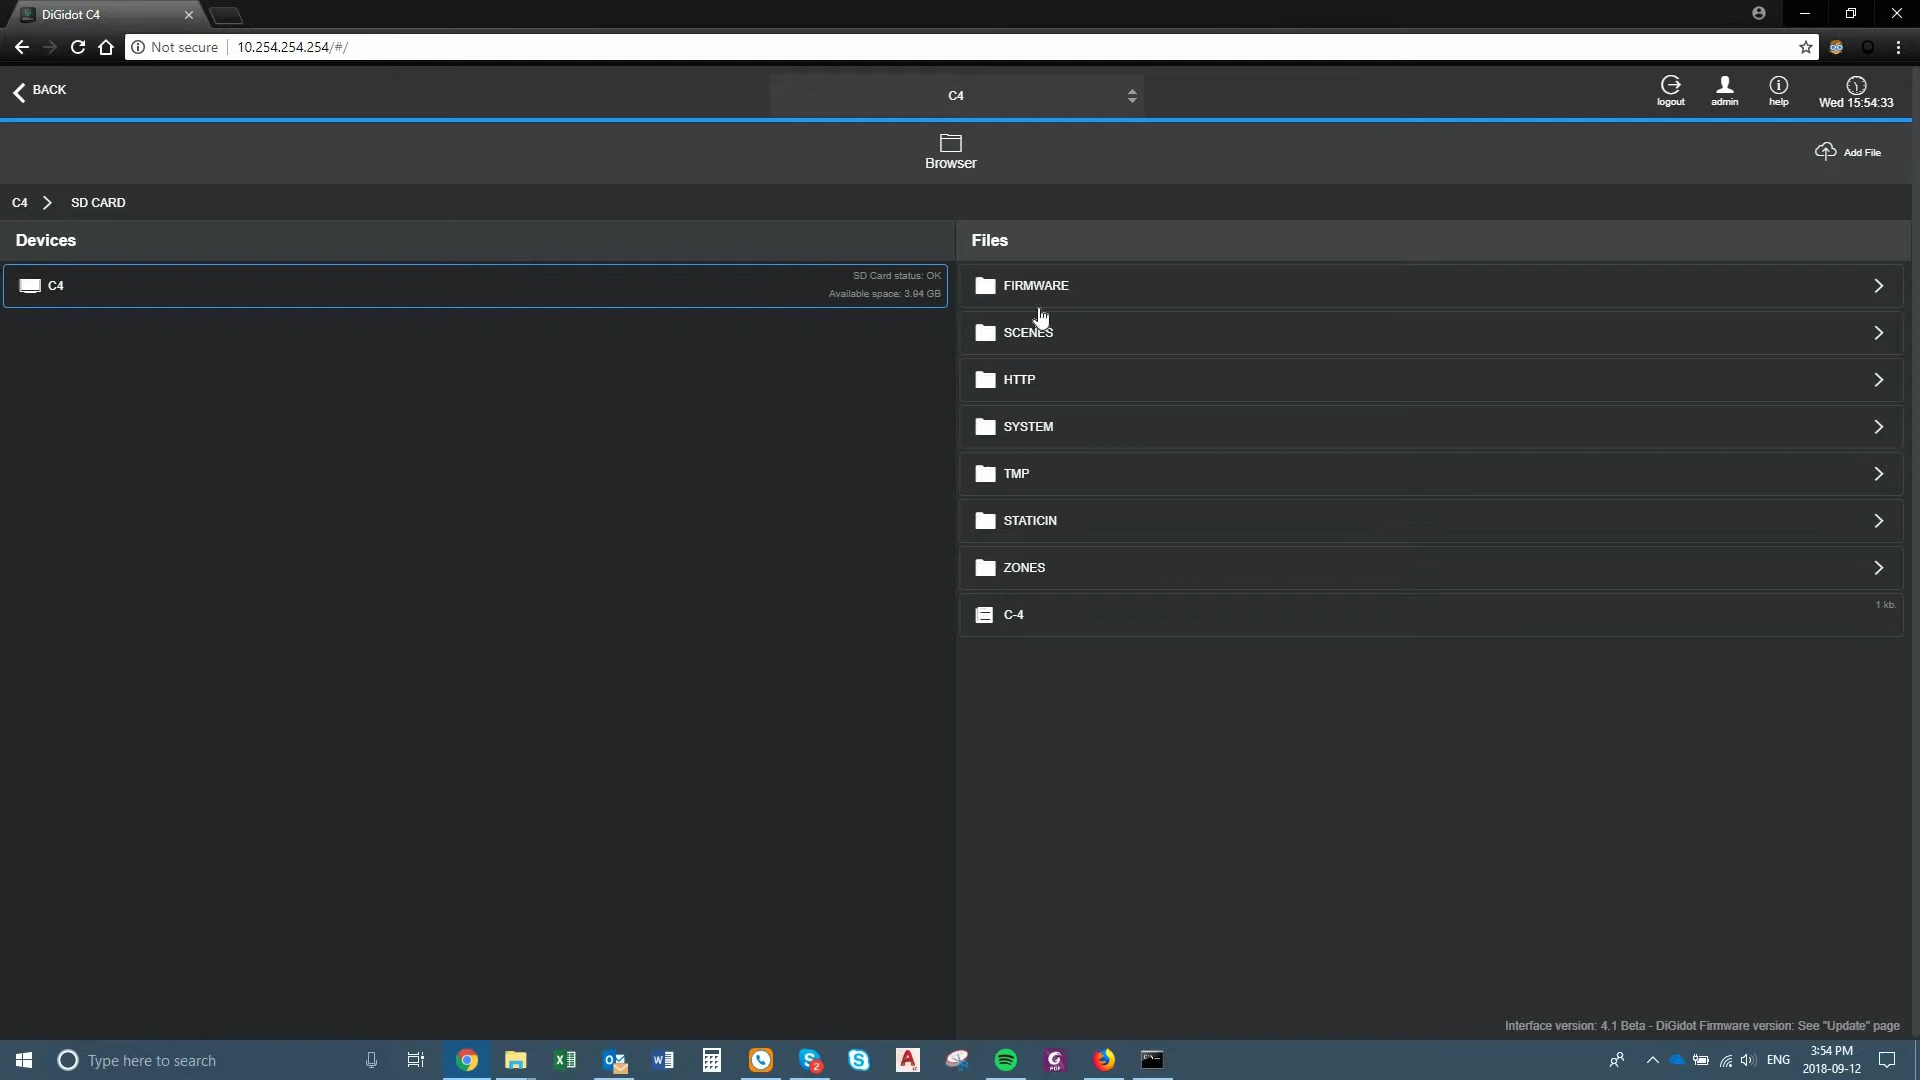 DiGidot C4
Not secure
10.254.254.254/#/
BACK
C4
logout
admin
help
Wed 15:54:33
Browser
Add File
C4
SD CARD
Devices
Files
C4
SD Card status: OK
Available space: 3.94 GB
FIRMWARE
SCENES
HTTP
SYSTEM
TMP
STATICIN
ZONES
C-4
1 kb.
Interface version: 4.1 Beta - DiGidot Firmware version: See "Update" page
Type here to search
2
ENG
3:54 PM
2018-09-12